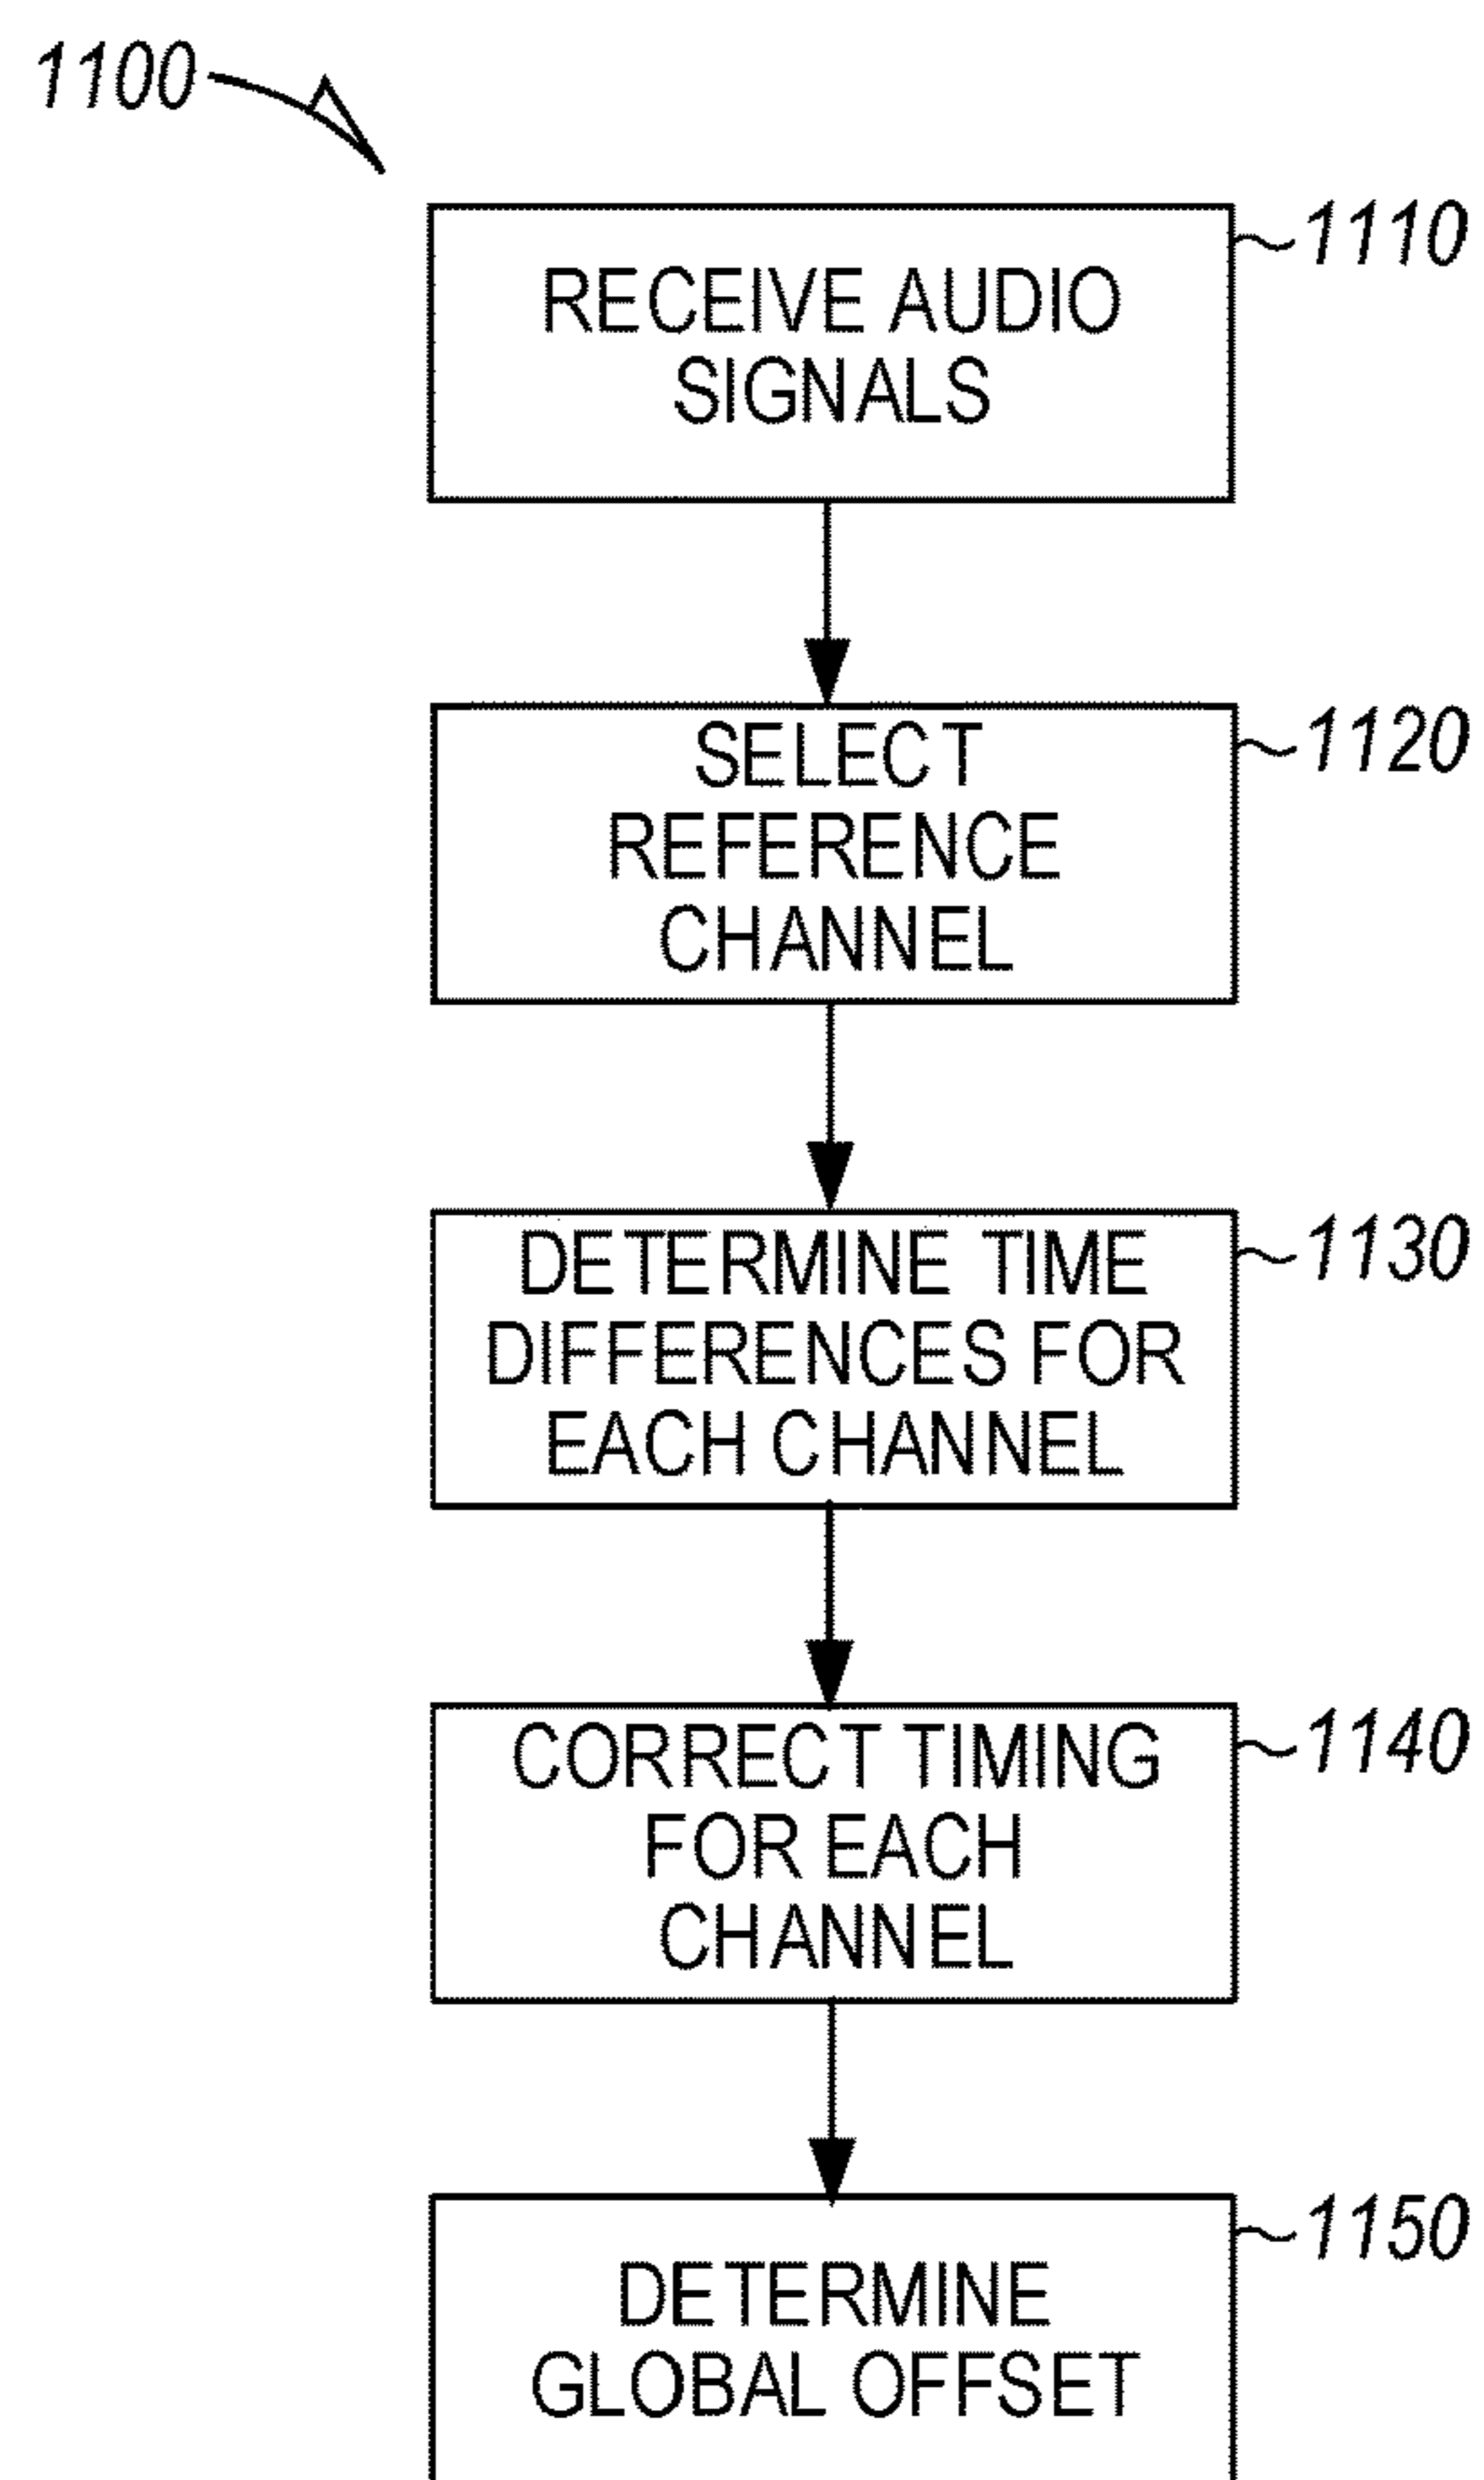 1100
1110
RECEIVE AUDIO
SIGNALS
1120
SELECT
REFERENCE
CHANNEL
1130
DETERMINE TIME
DIFFERENCES FOR
EACH CHANNEL
1140
CORRECT TIMING
FOR EACH
CHANNEL
1150
DETERMINE
GLOBAL OFFSET